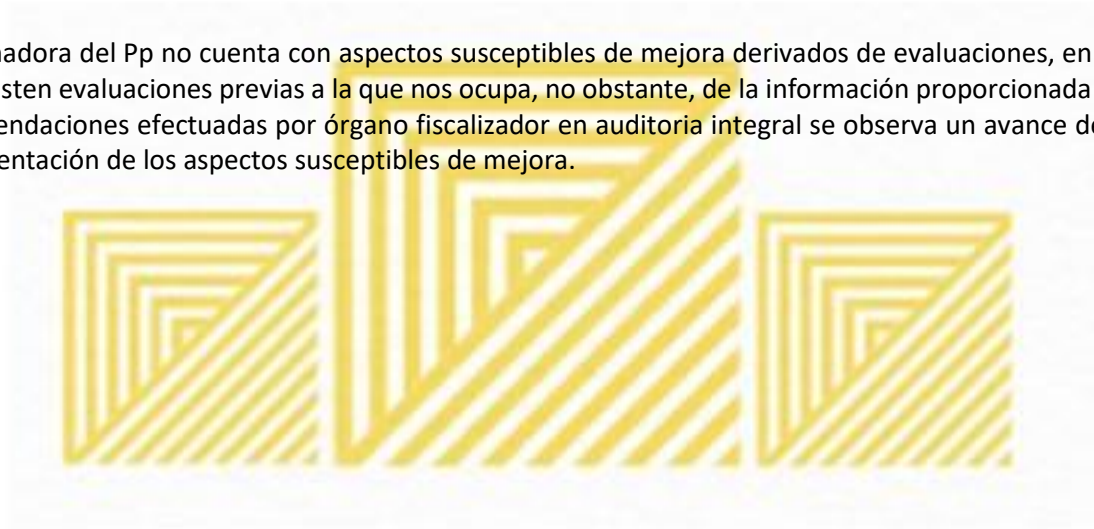 adora del Pp no cuenta con aspectos susceptibles de mejora derivados de evaluaciones, en
sten evaluaciones previas a la que nos ocupa, no obstante, de la información proporcionada
endaciones efectuadas por órgano fiscalizador en auditoria integral se observa un avance de
entación de los aspectos susceptibles de mejora.